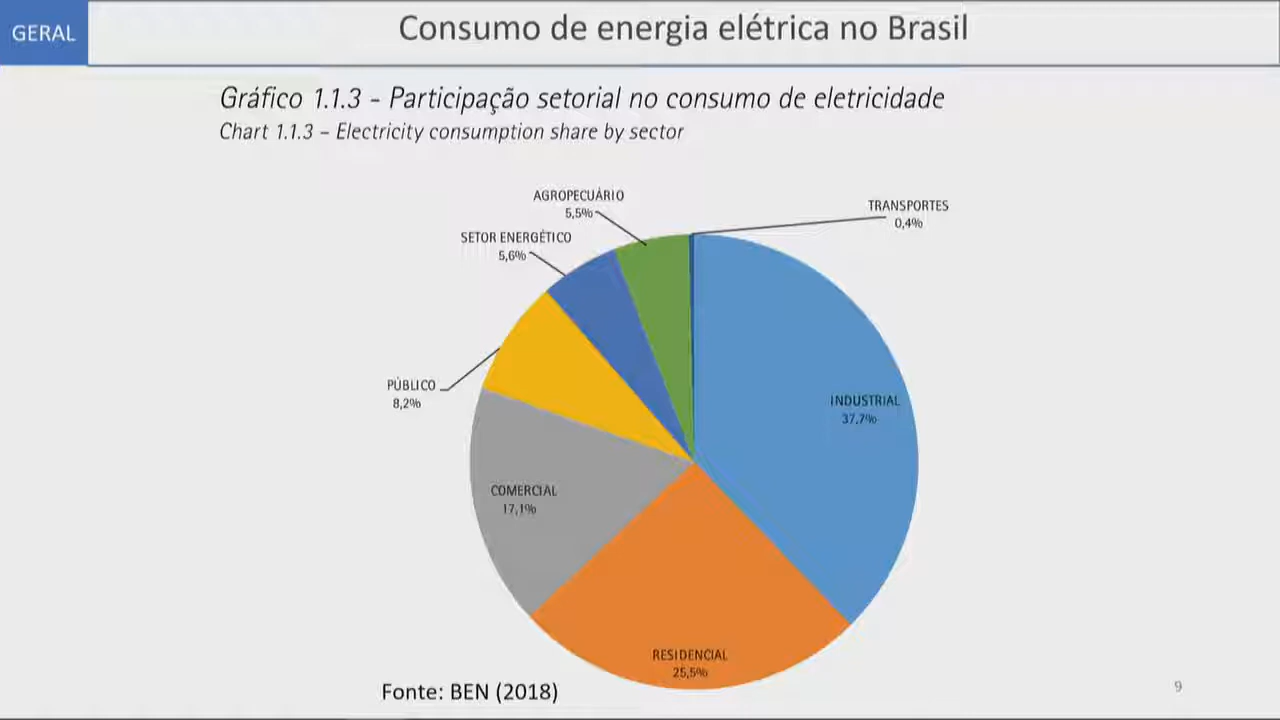 GERAL
Consumo de energia elétrica no Brasil
Gráfico 1.1.3 - Participação setorial no consumo de eletricidade
Chart 1.1.3 – Electricity consumption share by sector
AGROPECUÁRIO
5,5%
TRANSPORTES
0,4%
SETOR ENERGÉTICO
5,6%
PÚBLICO
8,2%
INDUSTRIAL
37,7%
COMERCIAL
17,1%
RESIDENCIAL
25,5%
Fonte: BEN (2018)
9